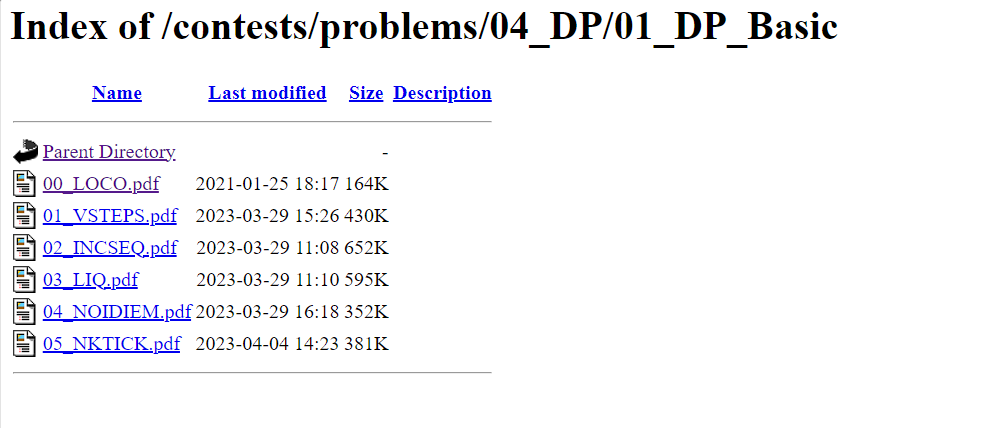 Index of /contests/problems/04_DP/01_DP_Basic
Name Last modified Size Description
Parent Directory -
00_LOCO.pdf 2021-01-25 18:17 164K
01_VSTEPS.pdf 2023-03-29 15:26 430K
02_INCSEQ.pdf 2023-03-29 11:08 652K
03_LIQ.pdf 2023-03-29 11:10 595K
04_NOIDIEM.pdf 2023-03-29 16:18 352K
05_NKTICK.pdf 2023-04-04 14:23 381K